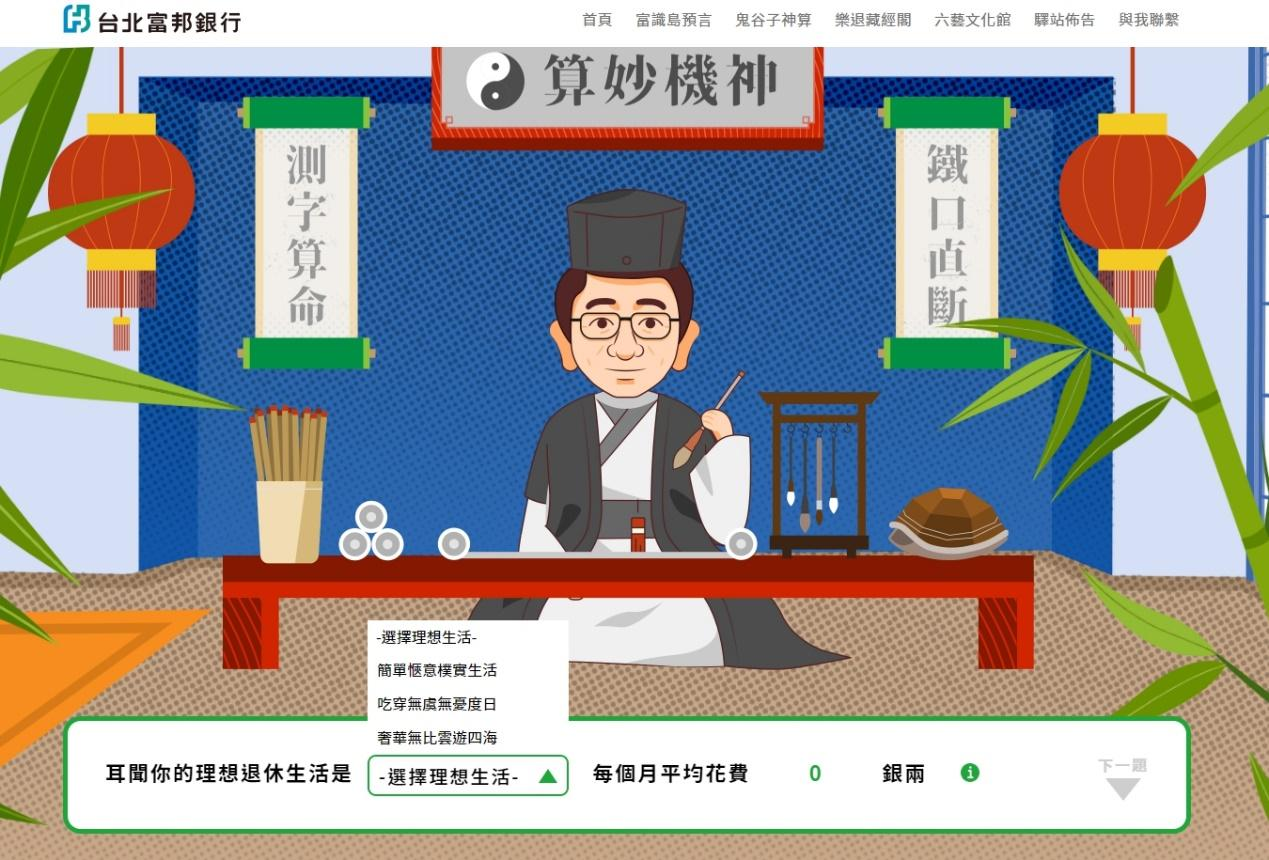 台北富邦銀行
首頁 富識島預言 鬼谷子神算 樂退藏經閣 六藝文化館 驛站佈告 與我聯繫
算妙機神
測字算命
鐵口直斷
-選擇理想生活-
簡單愜意樸實生活
吃穿無虞無憂度日
奢華無比雲遊四海
耳聞你的理想退休生活是 -選擇理想生活- 每個月平均花費 0 銀兩
下一題